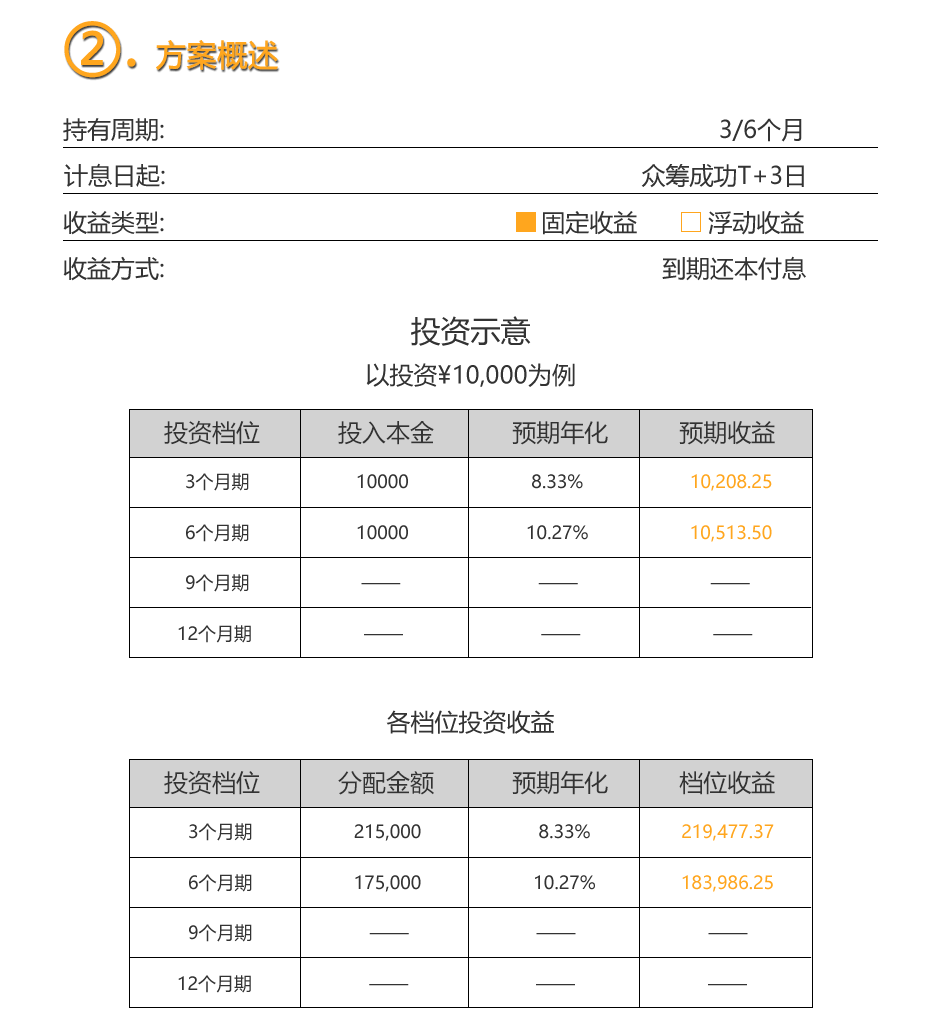 ② . 方案概述
持有周期: 3/6个月
计息日起: 众筹成功T+3日
收益类型: 固定收益 浮动收益
收益方式: 到期还本付息
投资示意
以投资¥10,000为例
投资档位 投入本金 预期年化 预期收益
3个月期 10000 8.33% 10,208.25
6个月期 10000 10.27% 10,513.50
9个月期 —— —— ——
12个月期 —— —— ——
各档位投资收益
投资档位 分配金额 预期年化 档位收益
3个月期 215,000 8.33% 219,477.37
6个月期 175,000 10.27% 183,986.25
9个月期 —— —— ——
12个月期 —— —— ——